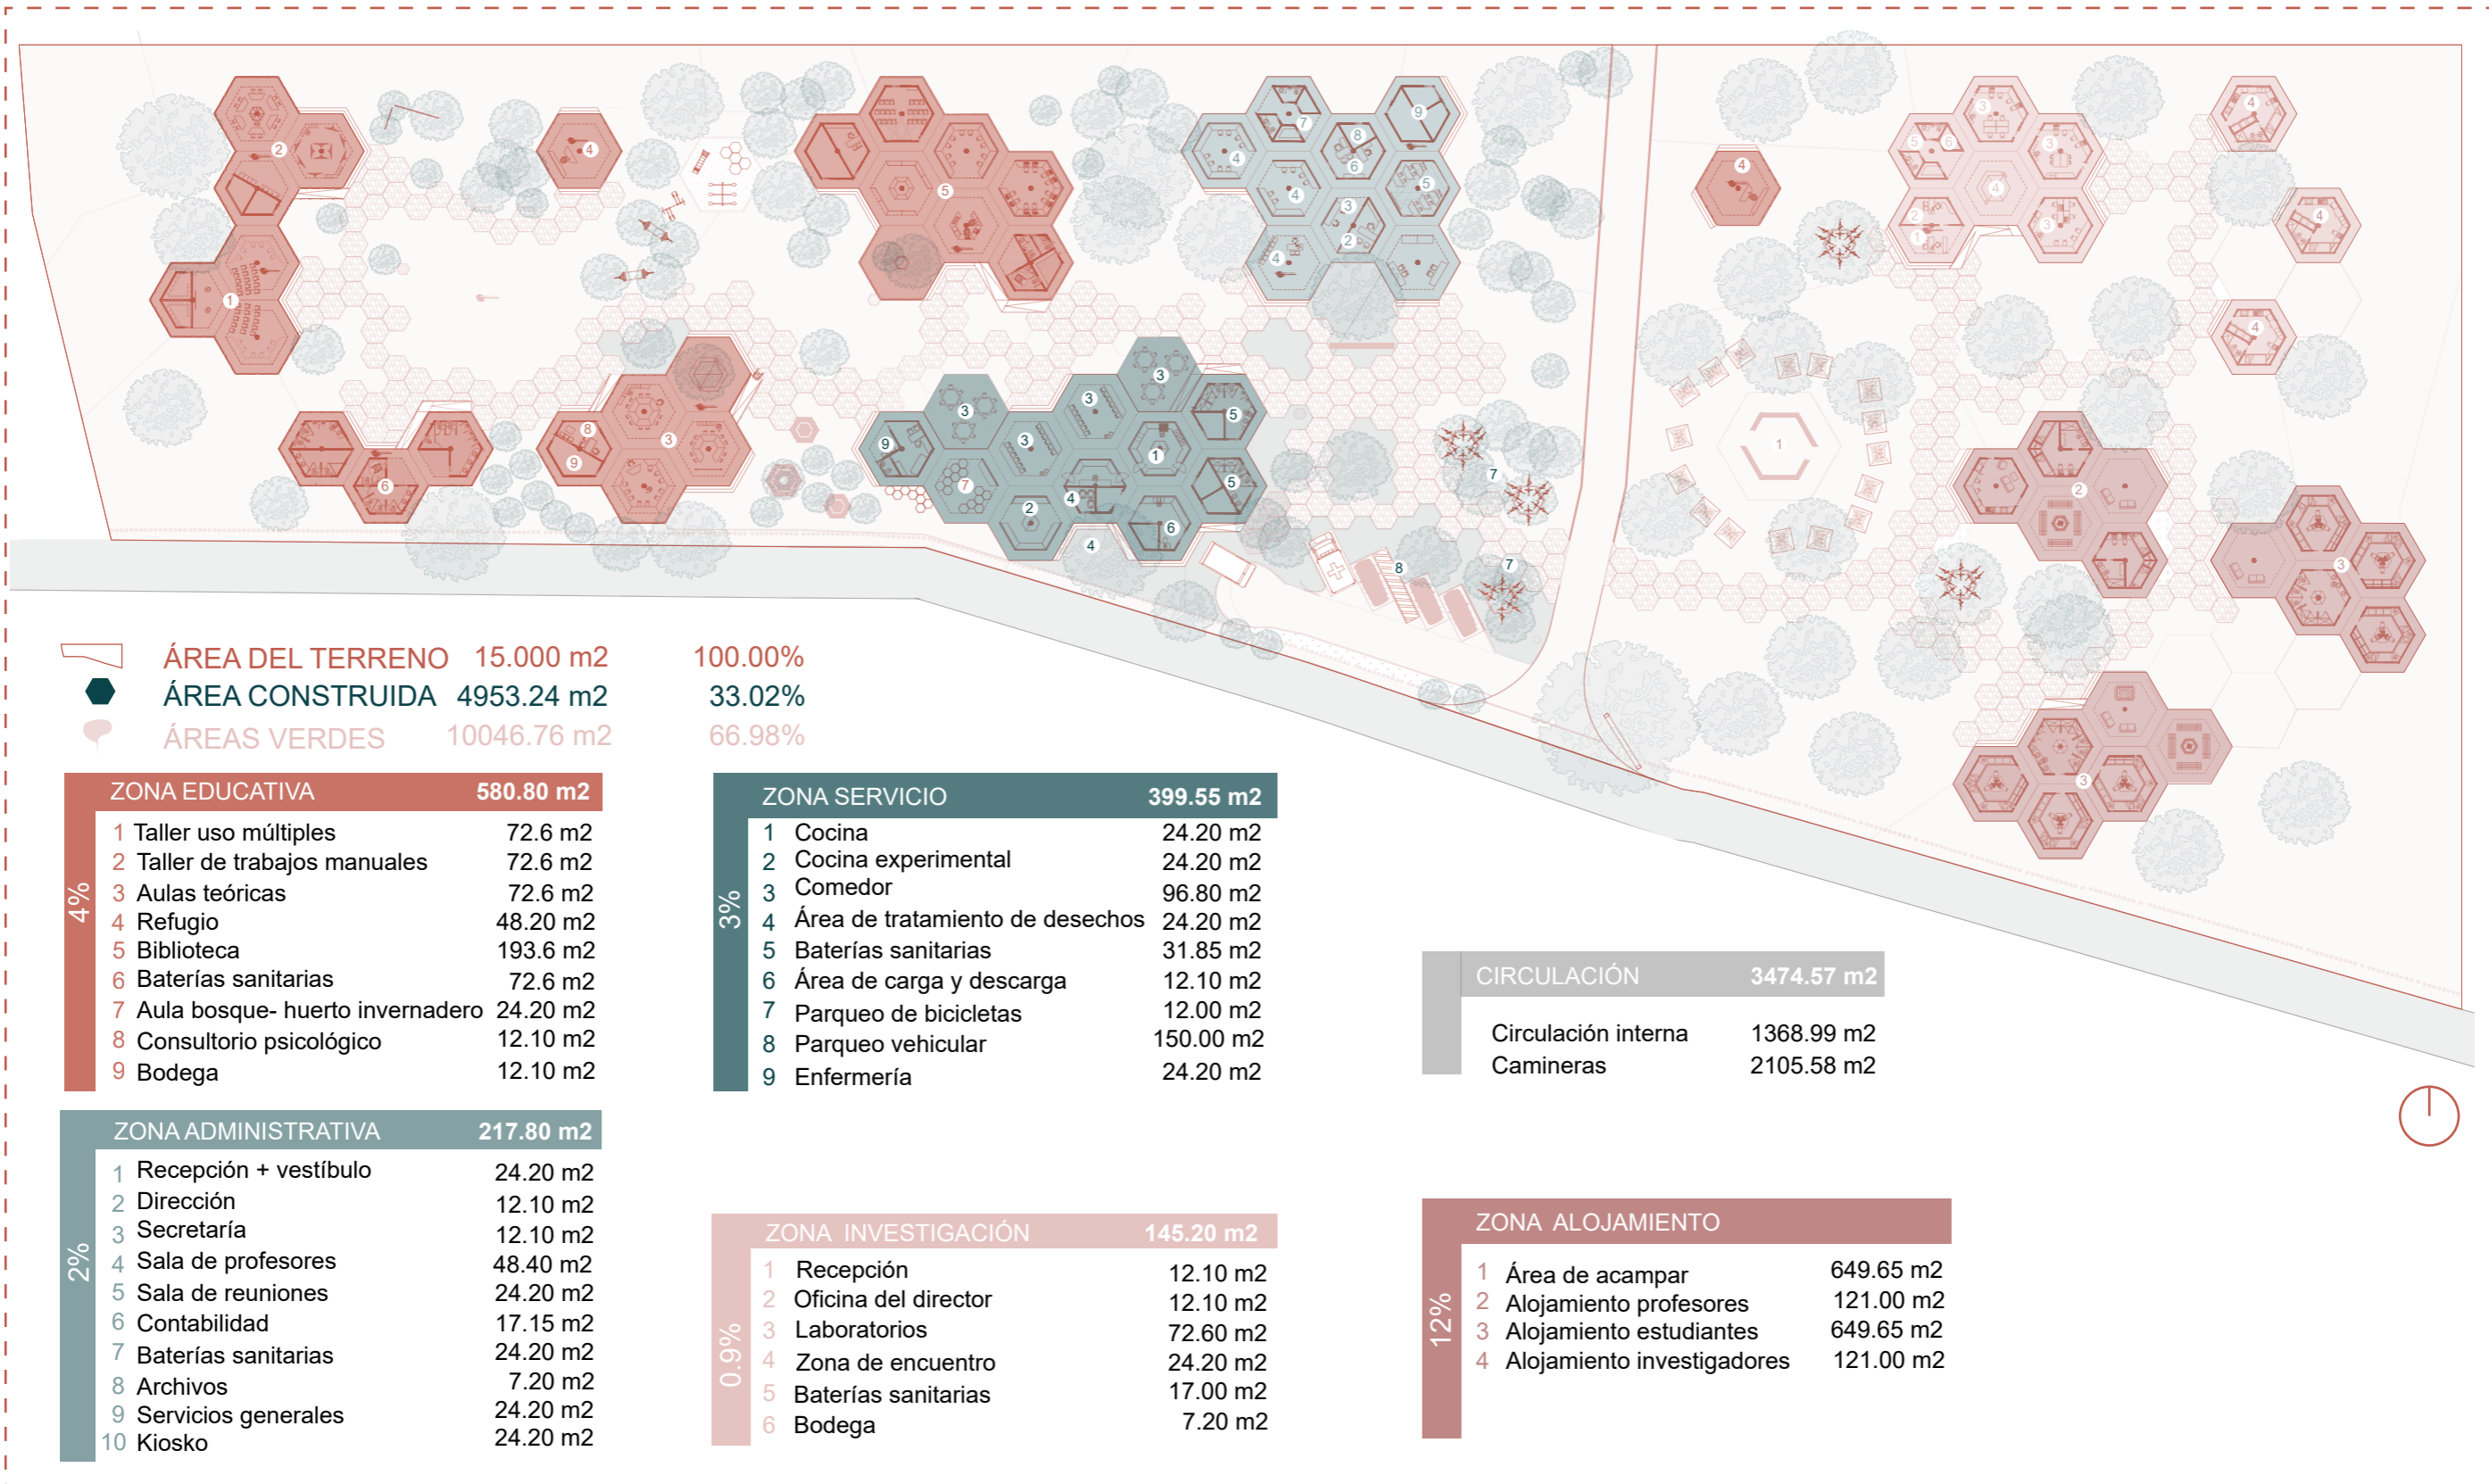 ÁREA DEL TERRENO 15.000 m2 100.00%
ÁREA CONSTRUIDA 4953.24 m2 33.02%
ÁREAS VERDES 10046.76 m2 66.98%
ZONA EDUCATIVA 580.80 m2
4%
1 Taller uso múltiples 72.6 m2
2 Taller de trabajos manuales 72.6 m2
3 Aulas teóricas 72.6 m2
4 Refugio 48.20 m2
5 Biblioteca 193.6 m2
6 Baterías sanitarias 72.6 m2
7 Aula bosque- huerto invernadero 24.20 m2
8 Consultorio psicológico 12.10 m2
9 Bodega 12.10 m2
ZONA ADMINISTRATIVA 217.80 m2
2%
1 Recepción + vestíbulo 24.20 m2
2 Dirección 12.10 m2
3 Secretaría 12.10 m2
4 Sala de profesores 48.40 m2
5 Sala de reuniones 24.20 m2
6 Contabilidad 17.15 m2
7 Baterías sanitarias 24.20 m2
8 Archivos 7.20 m2
9 Servicios generales 24.20 m2
10 Kiosko 24.20 m2
ZONA SERVICIO 399.55 m2
3%
1 Cocina 24.20 m2
2 Cocina experimental 24.20 m2
3 Comedor 96.80 m2
4 Área de tratamiento de desechos 24.20 m2
5 Baterías sanitarias 31.85 m2
6 Área de carga y descarga 12.10 m2
7 Parqueo de bicicletas 12.00 m2
8 Parqueo vehicular 150.00 m2
9 Enfermería 24.20 m2
ZONA INVESTIGACIÓN 145.20 m2
0.9%
1 Recepción 12.10 m2
2 Oficina del director 12.10 m2
3 Laboratorios 72.60 m2
4 Zona de encuentro 24.20 m2
5 Baterías sanitarias 17.00 m2
6 Bodega 7.20 m2
CIRCULACIÓN 3474.57 m2
Circulación interna 1368.99 m2
Camineras 2105.58 m2
ZONA ALOJAMIENTO
12%
1 Área de acampar 649.65 m2
2 Alojamiento profesores 121.00 m2
3 Alojamiento estudiantes 649.65 m2
4 Alojamiento investigadores 121.00 m2